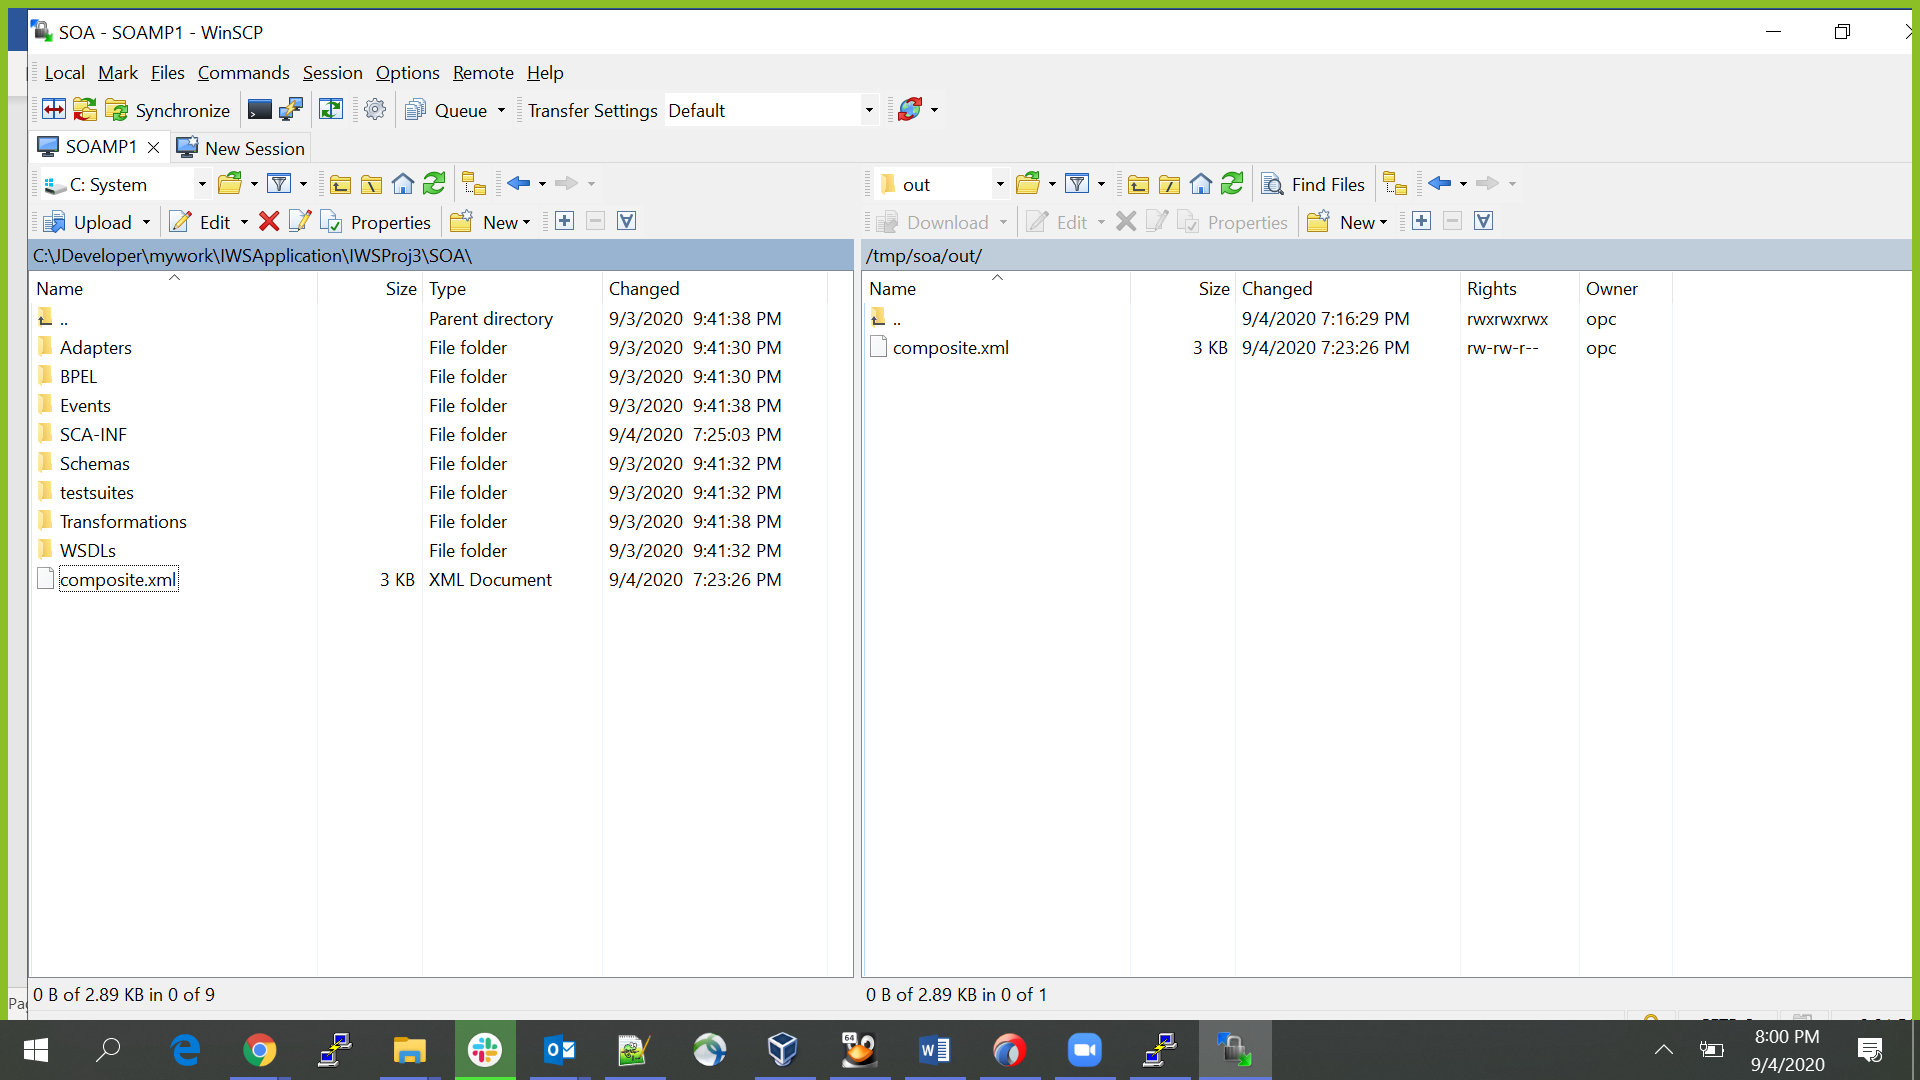 SOA - SOAMP1 - WinSCP
Local Mark Files Commands Session Options Remote Help
Synchronize Queue Transfer Settings Default
SOAMP1 New Session
C: System out Find Files
Upload Edit Properties New Download Edit Properties New
C:\JDeveloper\mywork\IWSApplication\IWSProj3\SOA\ /tmp/soa/out/
Name Size Type Changed Name Size Changed Rights Owner
.. Parent directory 9/3/2020 9:41:38 PM .. 9/4/2020 7:16:29 PM rwxrwxrwx opc
Adapters File folder 9/3/2020 9:41:30 PM composite.xml 3 KB 9/4/2020 7:23:26 PM rw-rw-r-- opc
BPEL File folder 9/3/2020 9:41:30 PM
Events File folder 9/3/2020 9:41:38 PM
SCA-INF File folder 9/4/2020 7:25:03 PM
Schemas File folder 9/3/2020 9:41:32 PM
testsuites File folder 9/3/2020 9:41:32 PM
Transformations File folder 9/3/2020 9:41:38 PM
WSDLs File folder 9/3/2020 9:41:32 PM
composite.xml 3 KB XML Document 9/4/2020 7:23:26 PM
0 B of 2.89 KB in 0 of 9 0 B of 2.89 KB in 0 of 1
64
8:00 PM
9/4/2020